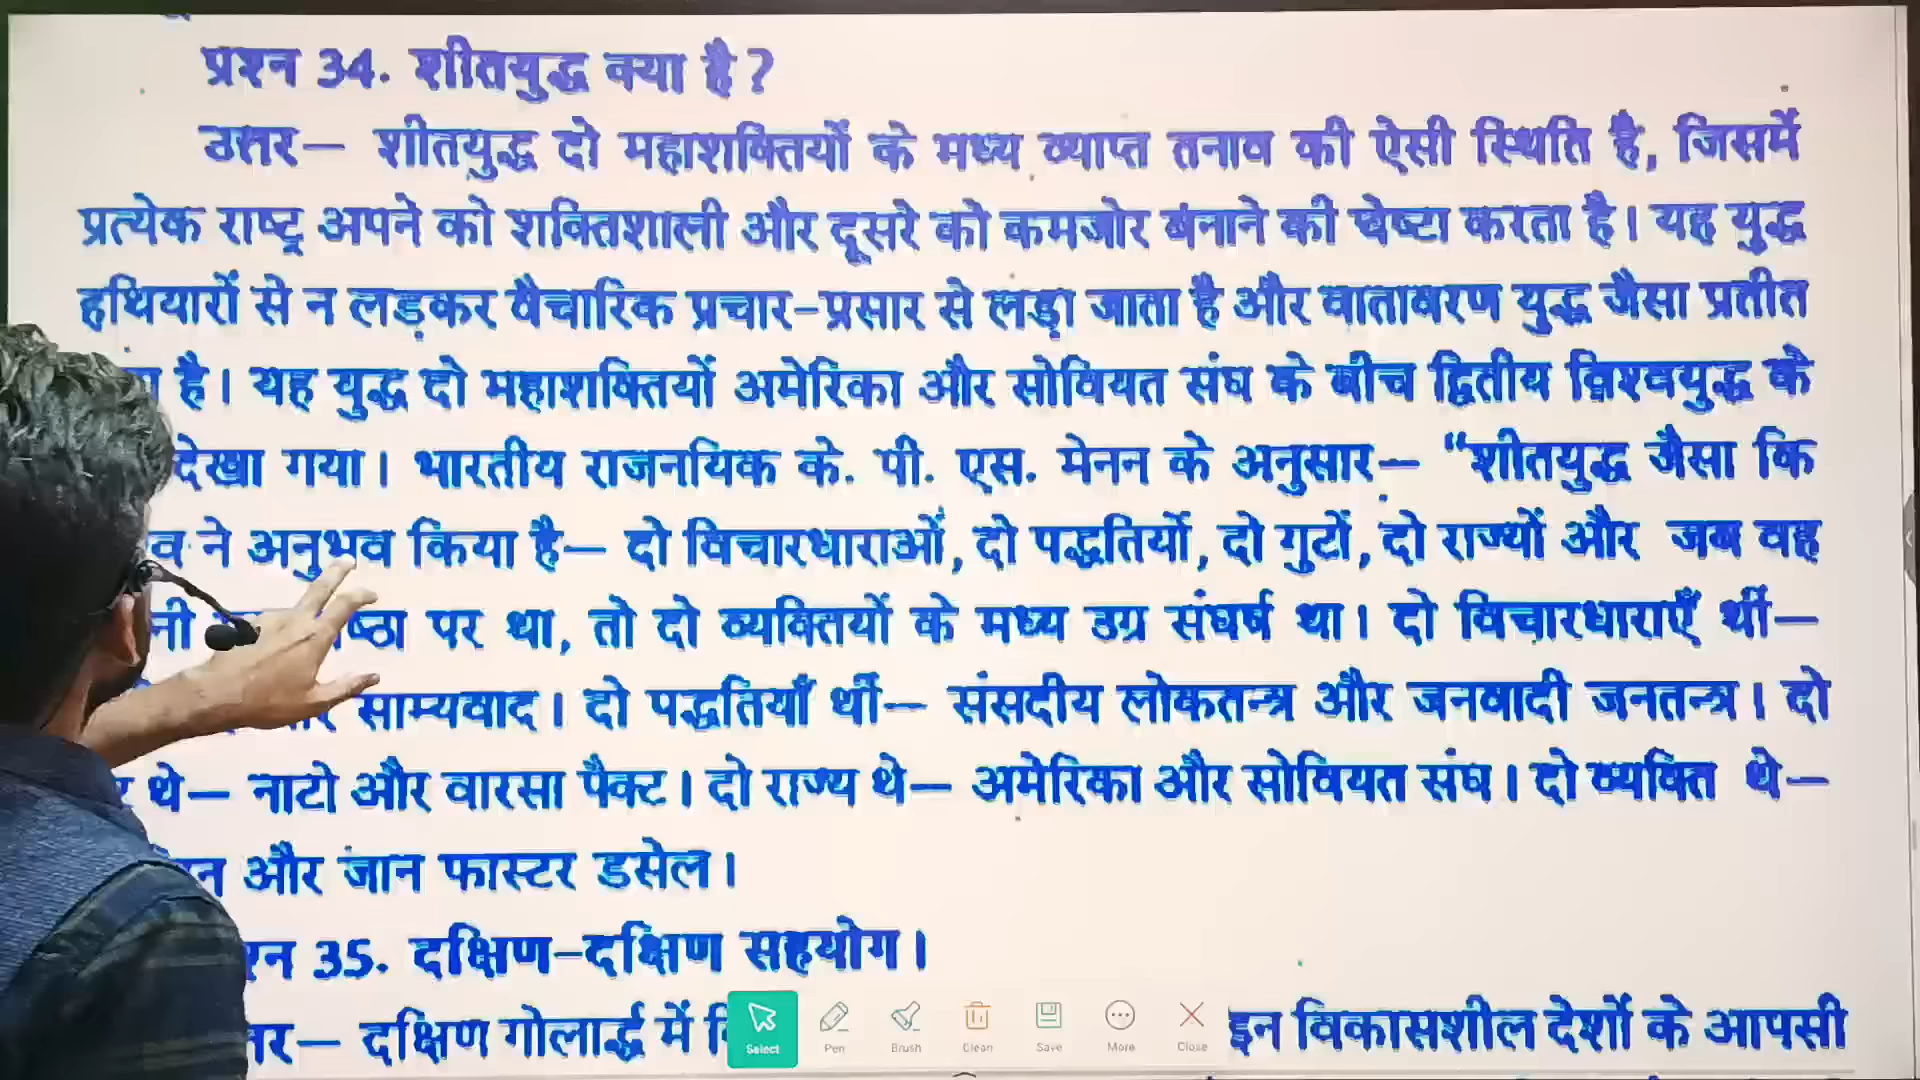 प्रश्न 34. शीतयुद्ध क्या है?
उत्तर— शीतयुद्ध दो महाशक्तियों के मध्य व्याप्त तनाव की ऐसी स्थिति है, जिसमें
प्रत्येक राष्ट्र अपने को शक्तिशाली और दूसरे को कमजोर बनाने की चेष्टा करता है। यह युद्ध
हथियारों से न लड़कर वैचारिक प्रचार-प्रसार से लड़ा जाता है और वातावरण युद्ध जैसा प्रतीत
है। यह युद्ध दो महाशक्तियों अमेरिका और सोवियत संघ के बीच द्वितीय विश्वयुद्ध के
देखा गया। भारतीय राजनयिक के. पी. एस. मेनन के अनुसार— “शीतयुद्ध जैसा कि
ने अनुभव किया है— दो विचारधाराओं, दो पद्धतियों, दो गुटों, दो राज्यों और जब वह
पर था, तो दो व्यक्तियों के मध्य उग्र संघर्ष था। दो विचारधाराएँ थीं—
साम्यवाद। दो पद्धतियाँ थीं— संसदीय लोकतन्त्र और जनवादी जनतन्त्र। दो
थे— नाटो और वारसा पैक्ट। दो राज्य थे— अमेरिका और सोवियत संघ। दो व्यक्ति थे—
और जान फास्टर डसेल।
35. दक्षिण-दक्षिण सहयोग।
— दक्षिण गोलार्द्ध में इन विकासशील देशों के आपसी
Select Pen Brush Clean Save More Close